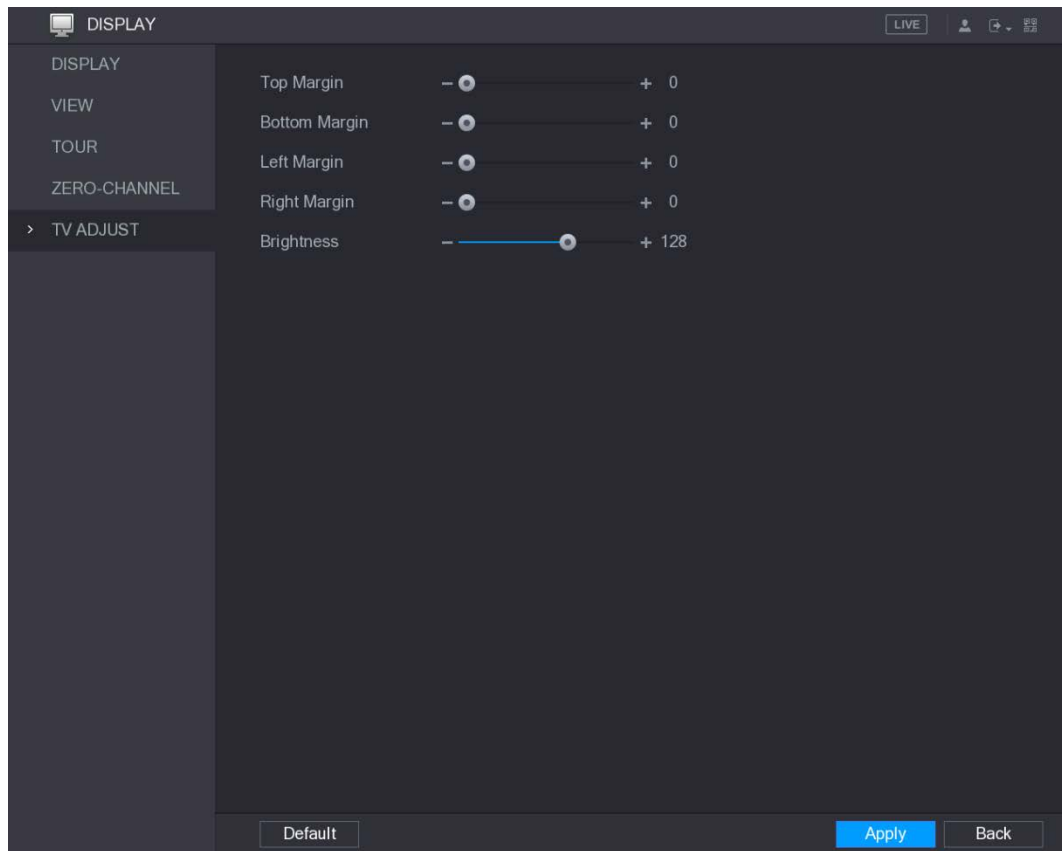 DISPLAY
LIVE
DISPLAY
VIEW
TOUR
ZERO-CHANNEL
> TV ADJUST
Top Margin - + 0
Bottom Margin - + 0
Left Margin - + 0
Right Margin - + 0
Brightness - + 128
Default
Apply
Back